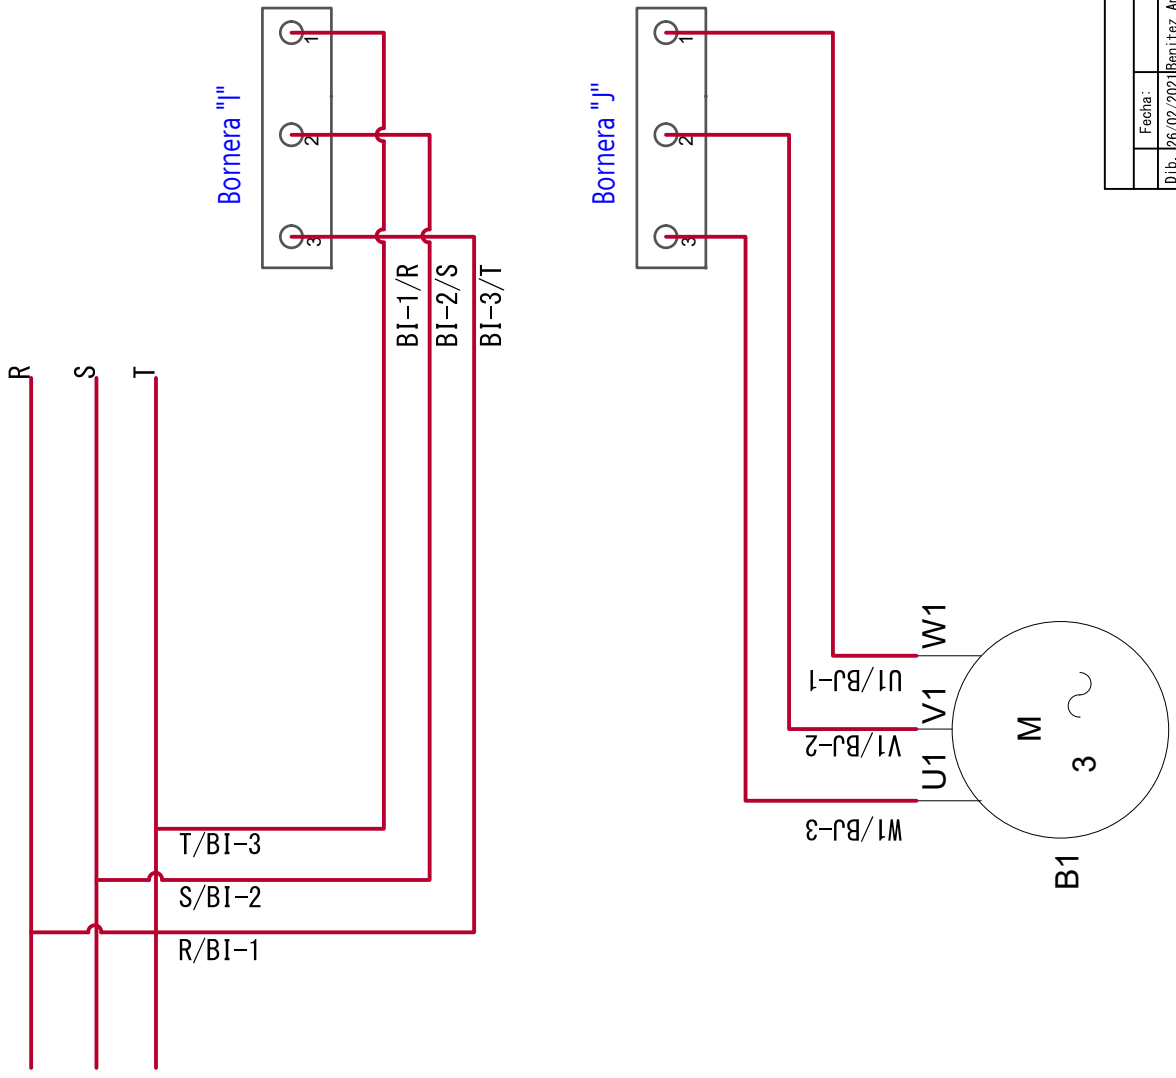 R
S
T
Bornera "I"
1
2
3
BI-1/R
BI-2/S
BI-3/T
T/BI-3
S/BI-2
R/BI-1
Bornera "J"
1
2
3
U1/BJ-1
V1/BJ-2
W1/BJ-3
W1
V1
U1
M
3
B1
Fecha:
Dib. 26/02/2021 Benitez